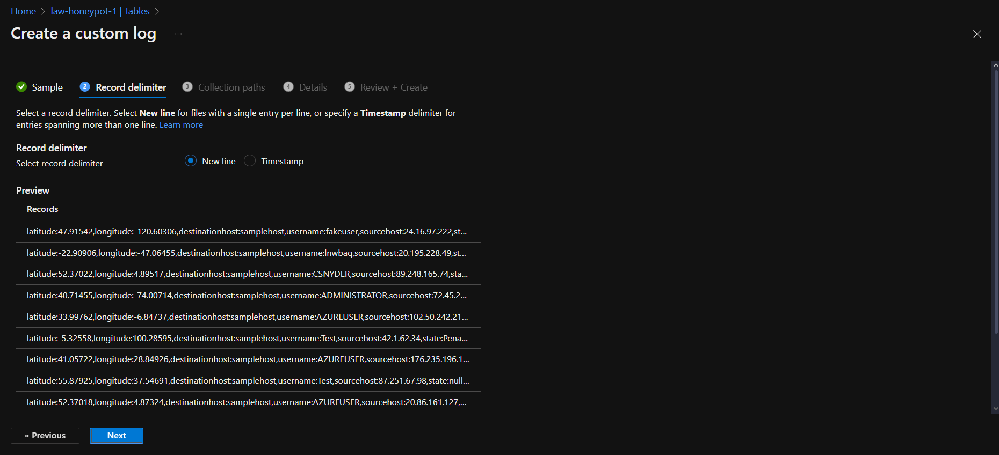 Home > law-honeypot-1 | Tables >
Create a custom log ...
Sample 2 Record delimiter 3 Collection paths 4 Details 5 Review + Create
Select a record delimiter. Select New line for files with a single entry per line, or specify a Timestamp delimiter for
entries spanning more than one line. Learn more
Record delimiter
Select record delimiter New line Timestamp
Preview
Records
latitude:47.91542,longitude:-120.60306,destinationhost:samplehost,username:fakeuser,sourcehost:24.16.97.222,st...
latitude:-22.90906,longitude:-47.06455,destinationhost:samplehost,username:lnwbaq,sourcehost:20.195.228.49,st...
latitude:52.37022,longitude:4.89517,destinationhost:samplehost,username:CSNYDER,sourcehost:89.248.165.74,sta...
latitude:40.71455,longitude:-74.00714,destinationhost:samplehost,username:ADMINISTRATOR,sourcehost:72.45.2...
latitude:33.99762,longitude:-6.84737,destinationhost:samplehost,username:AZUREUSER,sourcehost:102.50.242.21...
latitude:-5.32558,longitude:100.28595,destinationhost:samplehost,username:Test,sourcehost:42.1.62.34,state:Pena...
latitude:41.05722,longitude:28.84926,destinationhost:samplehost,username:AZUREUSER,sourcehost:176.235.196.1...
latitude:55.87925,longitude:37.54691,destinationhost:samplehost,username:Test,sourcehost:87.251.67.98,state:null...
latitude:52.37018,longitude:4.87324,destinationhost:samplehost,username:AZUREUSER,sourcehost:20.86.161.127,...
« Previous Next